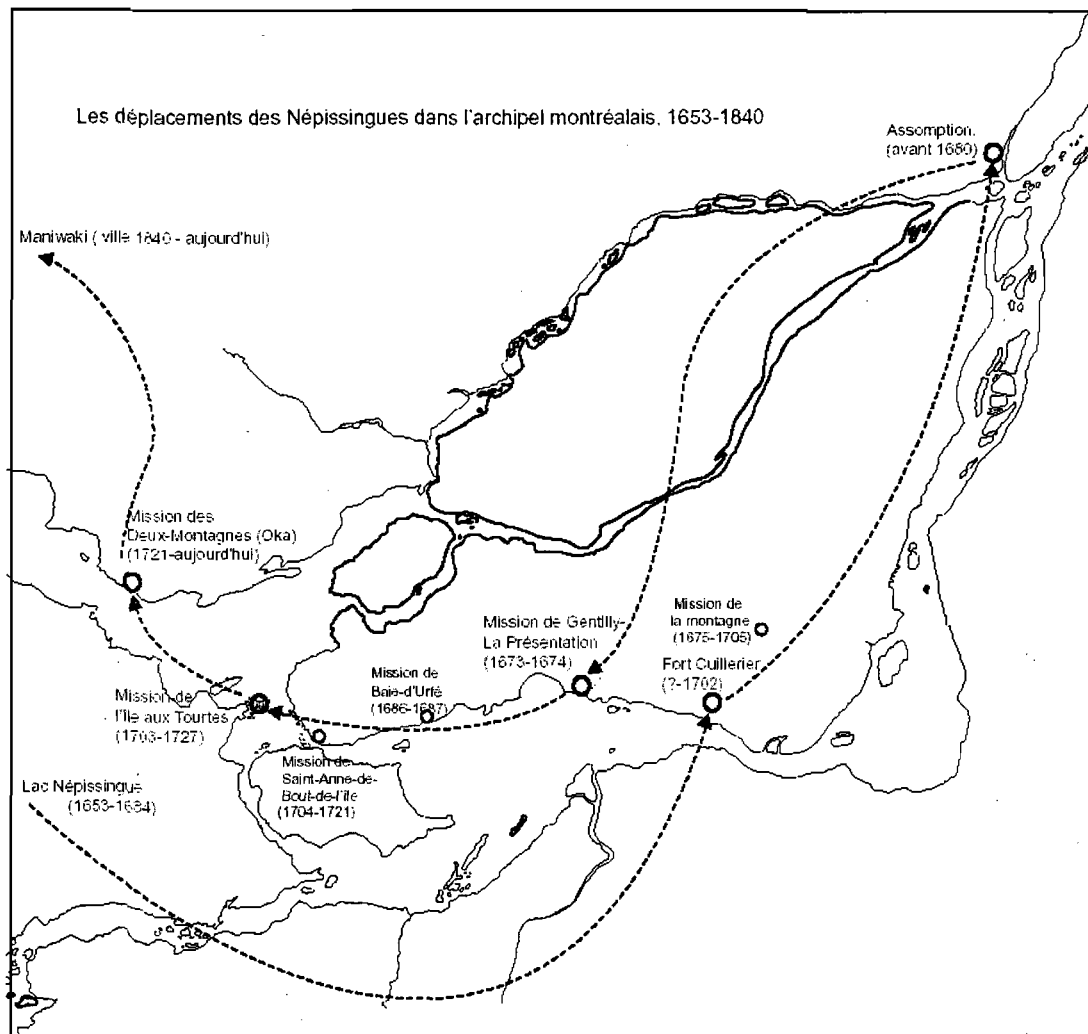 Les déplacements des Népissingues dans l'archipel montréalais, 1653-1840
Assomption.
(avant 1680)
Maniwaki ( ville 1840 - aujourd'hui)
Mission des
Deux-Montagnes (Oka)
(1721-aujourd'hui)
Mission de Gentilly-
La Présentation
(1673-1674)
Mission de
la montagne
(1675-1705)
Fort Cuillerier
(?-1702)
Mission de
Baie-d'Urfé
(1686-1687)
Mission de
l'île aux Tourtes
(1703-1727)
Mission de
Saint-Anne-de-
Bout-de-l'île
(1704-1721)
Lac Népissingue
(1653-1684)